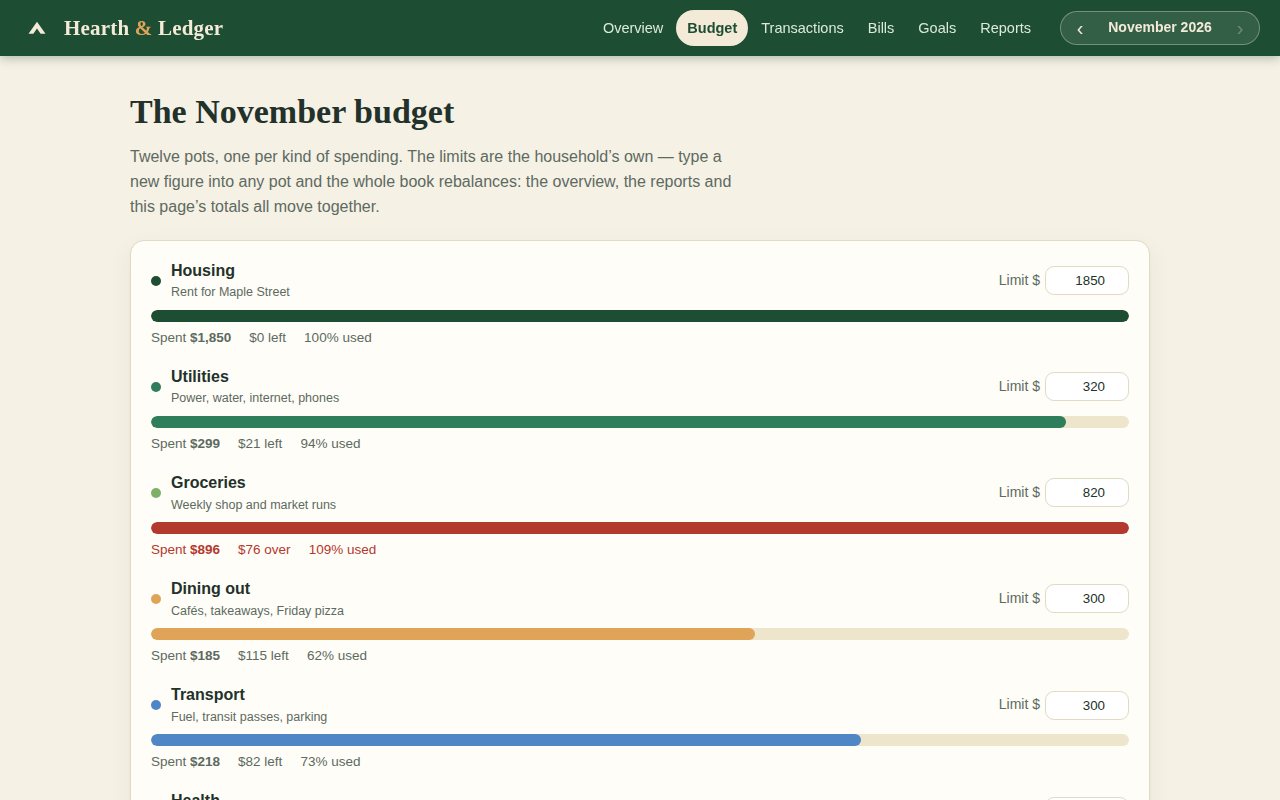 Hearth & Ledger
Overview
Budget
Transactions
Bills
Goals
Reports
‹ November 2026 ›
The November budget
Twelve pots, one per kind of spending. The limits are the household’s own — type a
new figure into any pot and the whole book rebalances: the overview, the reports and
this page’s totals all move together.
Housing
Rent for Maple Street
Limit $ 1850
Spent $1,850 $0 left 100% used
Utilities
Power, water, internet, phones
Limit $ 320
Spent $299 $21 left 94% used
Groceries
Weekly shop and market runs
Limit $ 820
Spent $896 $76 over 109% used
Dining out
Cafés, takeaways, Friday pizza
Limit $ 300
Spent $185 $115 left 62% used
Transport
Fuel, transit passes, parking
Limit $ 300
Spent $218 $82 left 73% used
Health